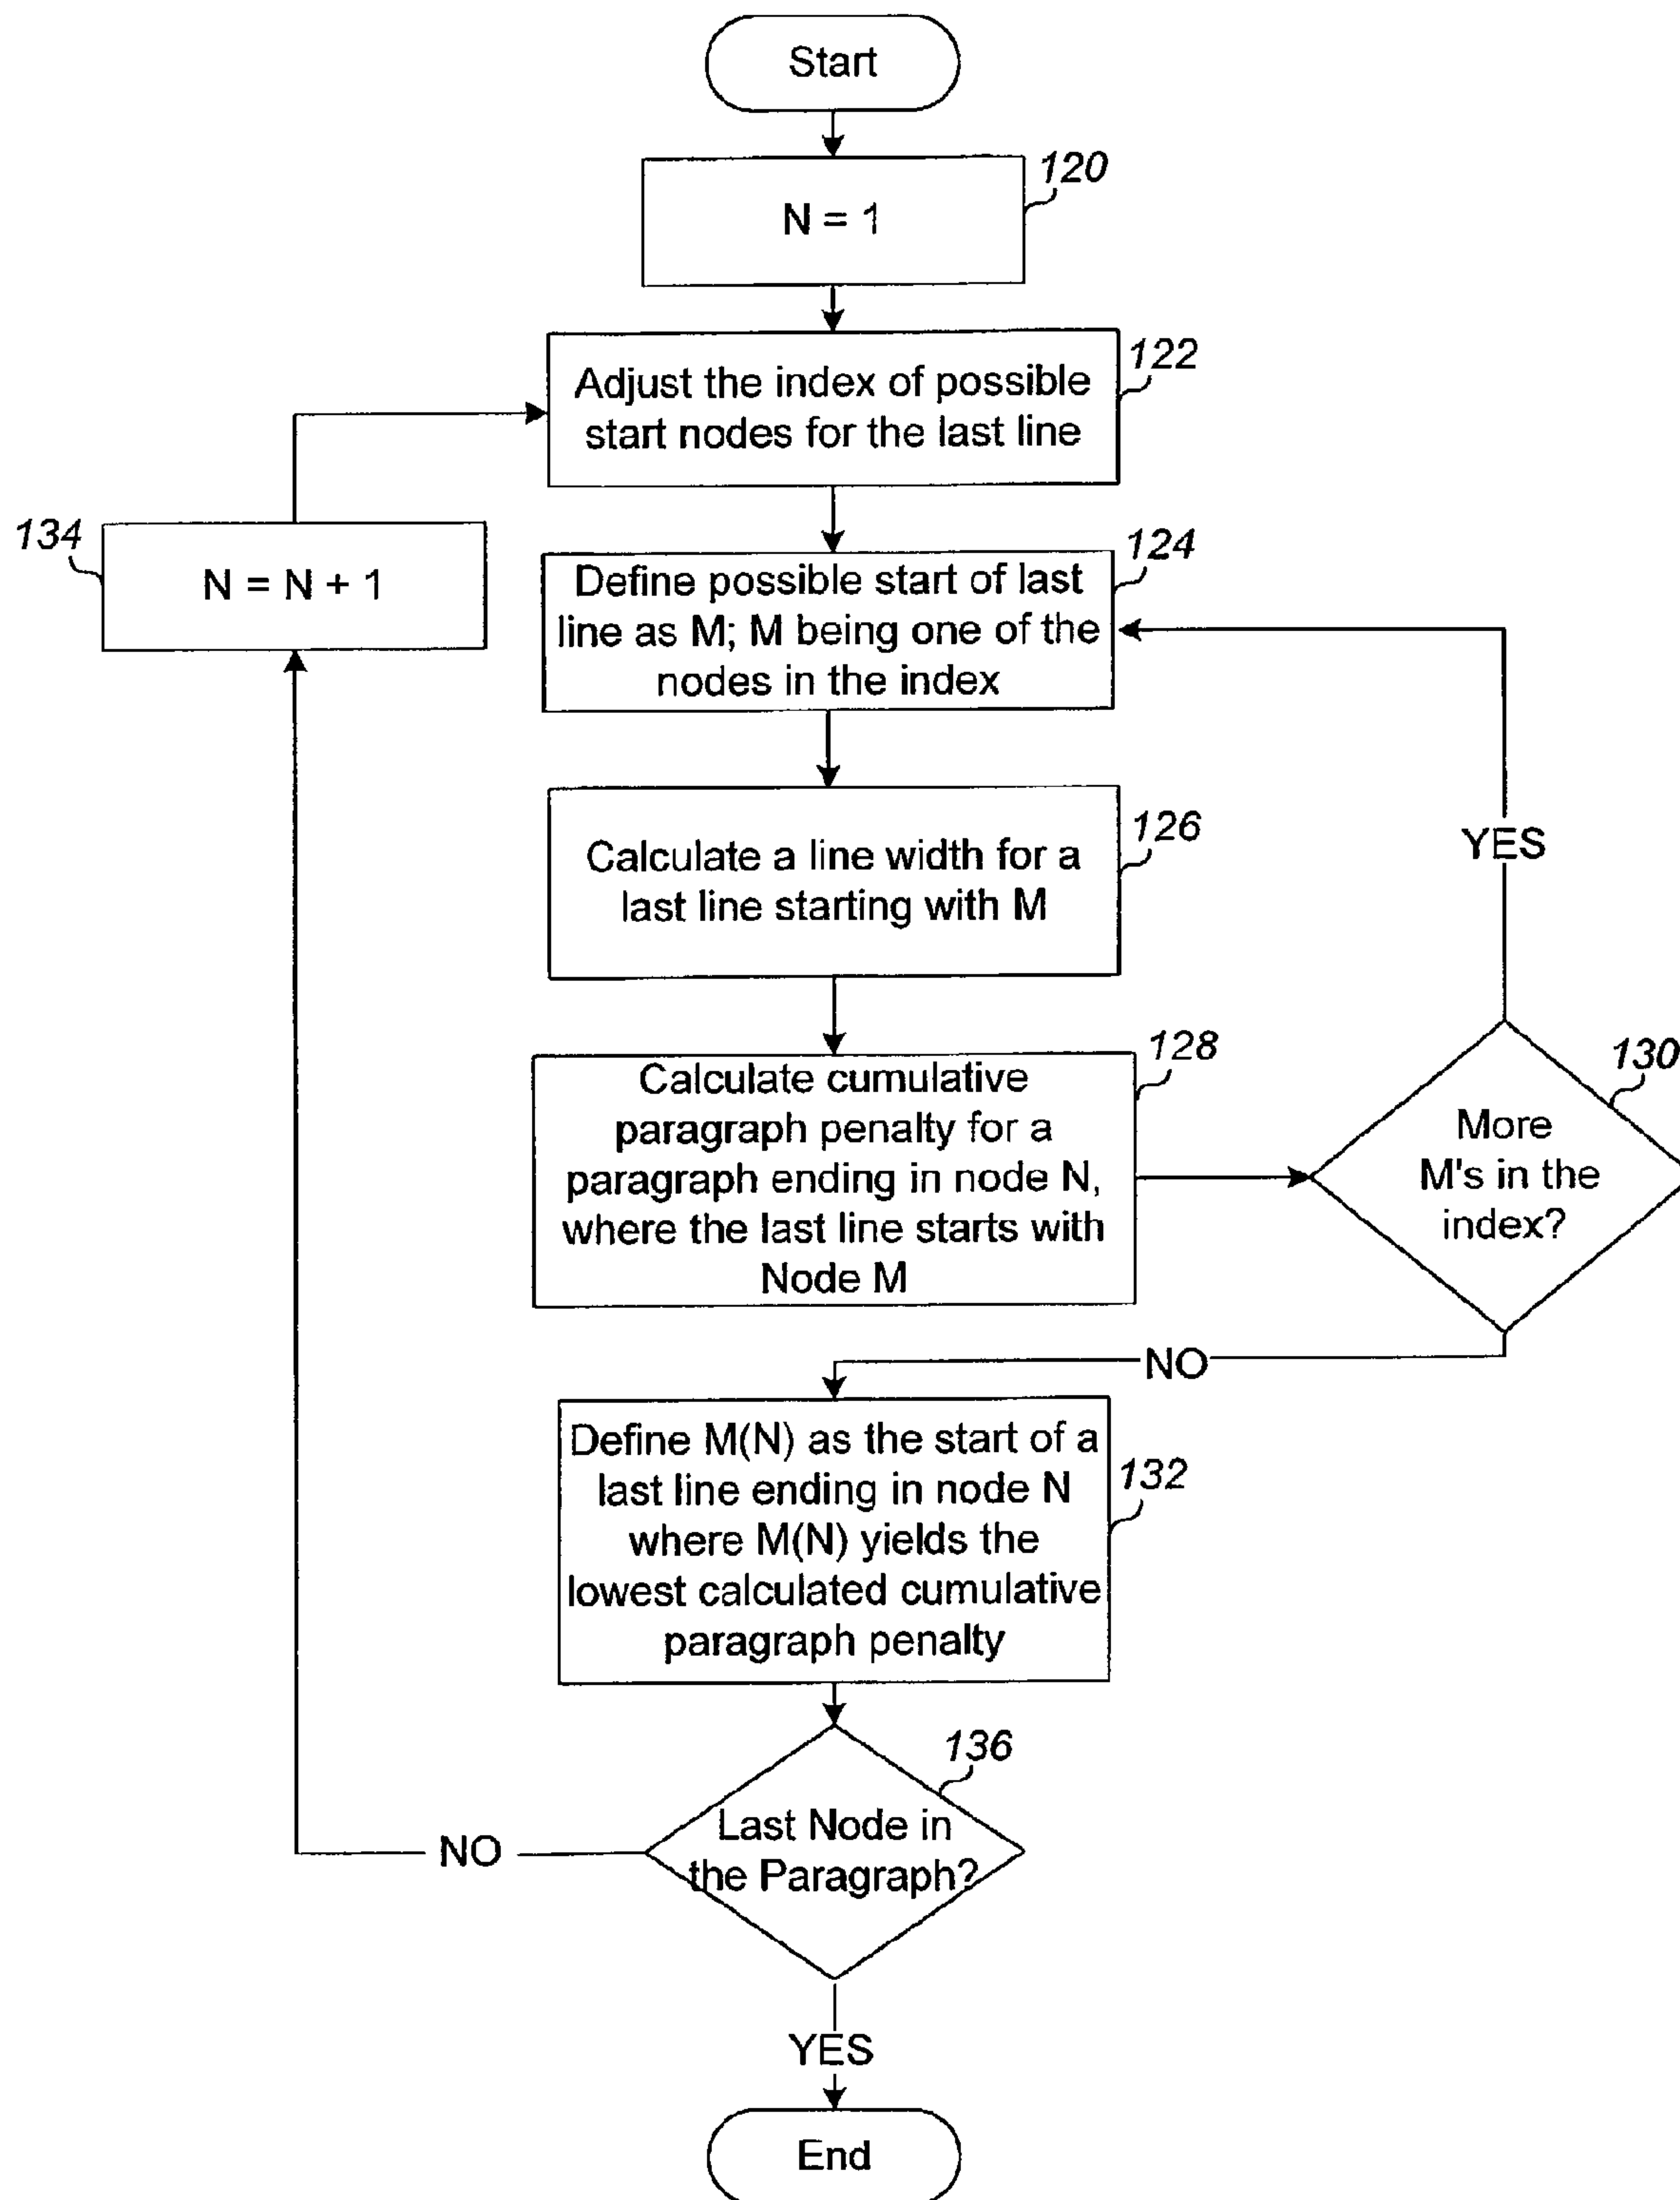 Start
120
N = 1
122
Adjust the index of possible
start nodes for the last line
134
N = N + 1
124
Define possible start of last
line as M; M being one of the
nodes in the index
126
Calculate a line width for a
last line starting with M
YES
128
Calculate cumulative
paragraph penalty for a
paragraph ending in node N,
where the last line starts with
Node M
130
More
M's in the
index?
NO
Define M(N) as the start of a
last line ending in node N
where M(N) yields the
lowest calculated cumulative
paragraph penalty
132
136
Last Node in
the Paragraph?
NO
YES
End